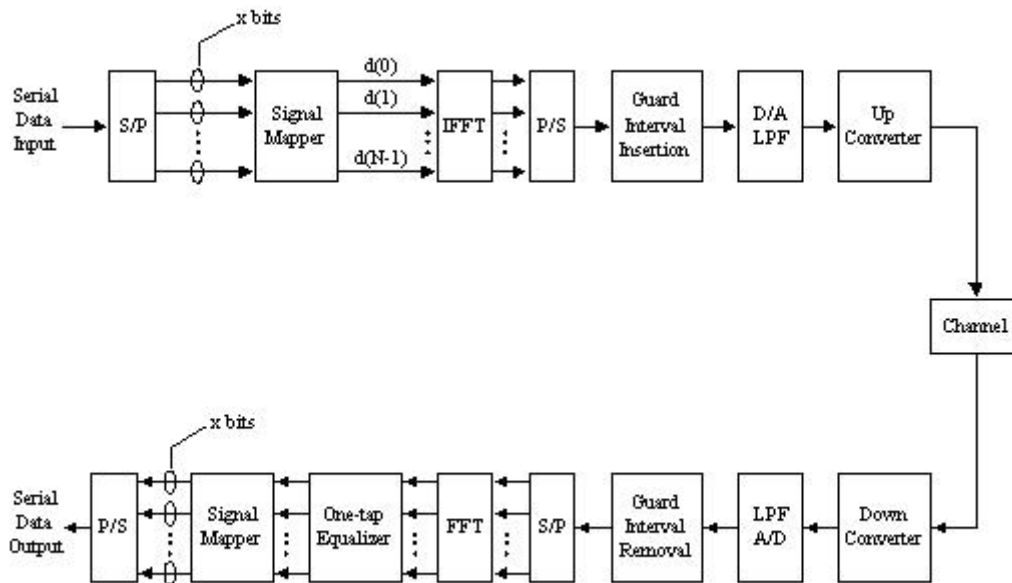 x bits
Serial
Data
Input
S/P
Signal
Mapper
d(0)
d(1)
d(N-1)
IFFT
P/S
Guard
Interval
Insertion
D/A
LPF
Up
Converter
Channel
x bits
Serial
Data
Output
P/S
Signal
Mapper
One-tap
Equalizer
FFT
S/P
Guard
Interval
Removal
LPF
A/D
Down
Converter